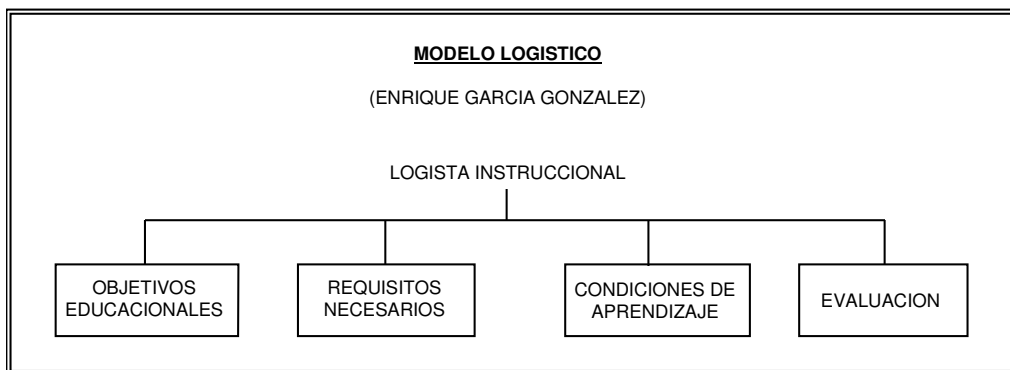 MODELO LOGISTICO
(ENRIQUE GARCIA GONZALEZ)
LOGISTA INSTRUCCIONAL
OBJETIVOS
EDUCACIONALES
REQUISITOS
NECESARIOS
CONDICIONES DE
APRENDIZAJE
EVALUACION